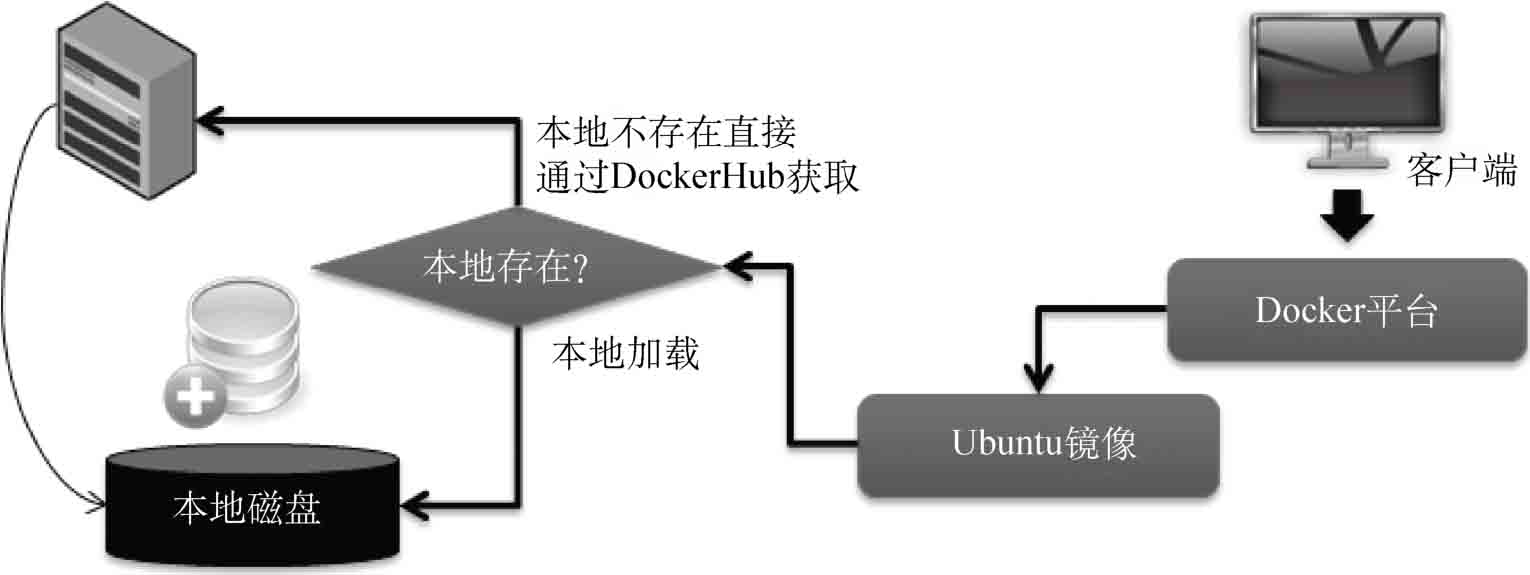 本地不存在直接
通过DockerHub获取
客户端
本地存在?
Docker平台
本地加载
Ubuntu镜像
本地磁盘